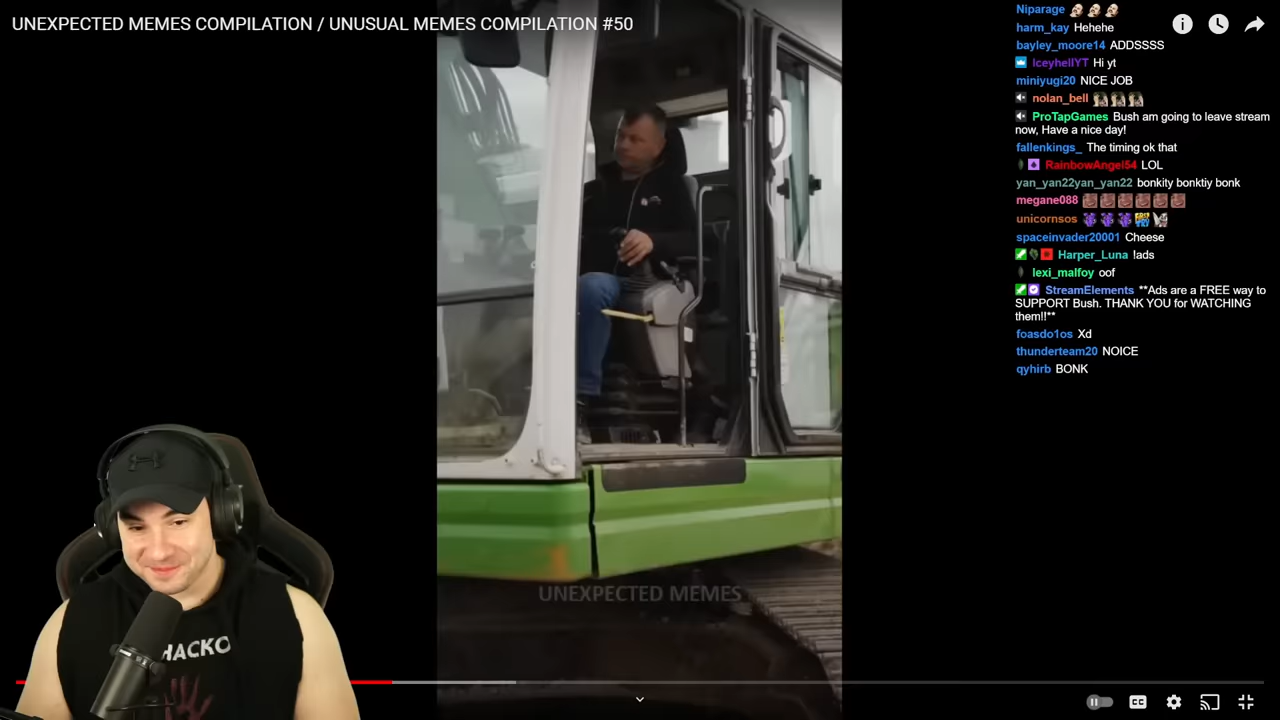 UNEXPECTED MEMES COMPILATION / UNUSUAL MEMES COMPILATION #50
Niparage
harm_kay Hehehe
bayley_moore14 ADDSSSS
IceyhellYT Hi yt
miniyugi20 NICE JOB
nolan_bell
ProTapGames Bush am going to leave stream
now, Have a nice day!
fallenkings_ The timing ok that
RainbowAngel54 LOL
yan_yan22yan_yan22 bonkity bonktiy bonk
megane088
unicornsos
spaceinvader20001 Cheese
Harper_Luna !ads
lexi_malfoy oof
StreamElements **Ads are a FREE way to
SUPPORT Bush. THANK YOU for WATCHING
them!!**
foasdo1os Xd
thunderteam20 NOICE
qyhirb BONK
UNEXPECTED MEMES
HACKO
CC